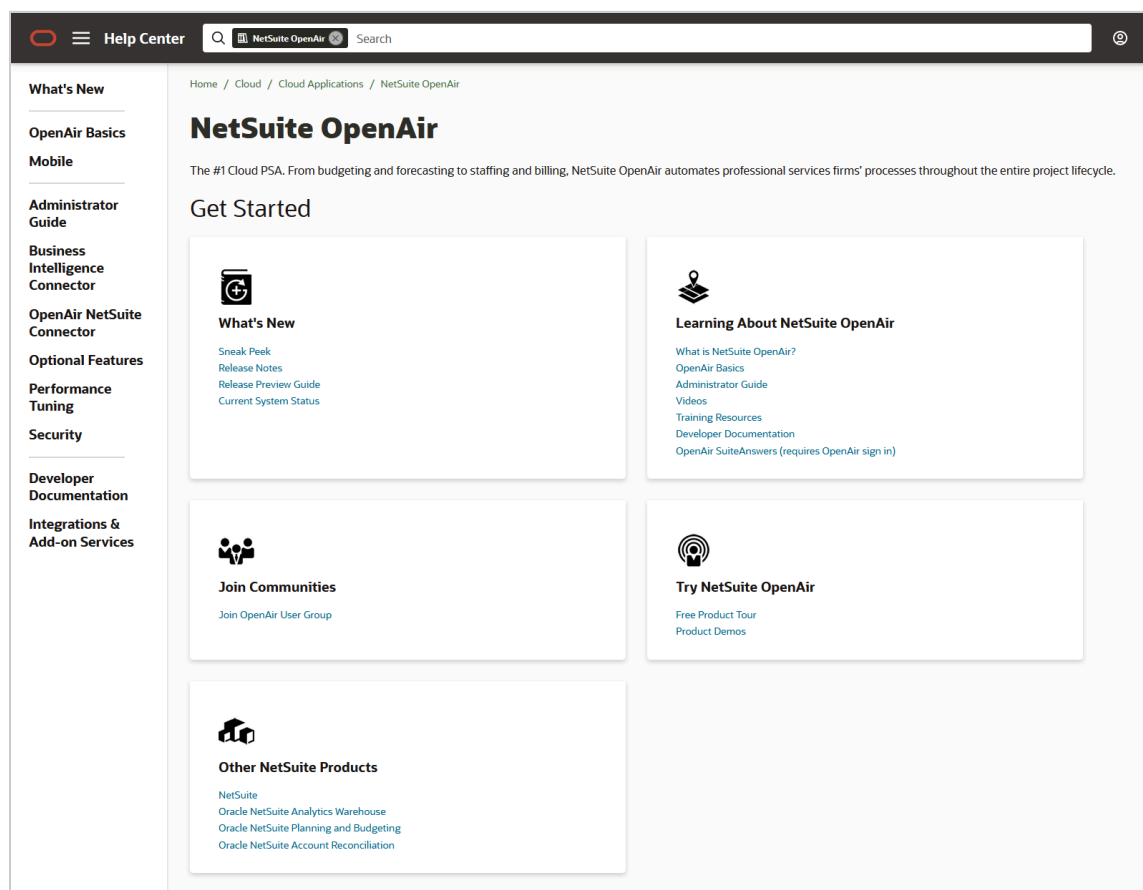 Help Center
NetSuite OpenAir
Search
What's New
OpenAir Basics
Mobile
Administrator
Guide
Business
Intelligence
Connector
OpenAir NetSuite
Connector
Optional Features
Performance
Tuning
Security
Developer
Documentation
Integrations &
Add-on Services
Home / Cloud / Cloud Applications / NetSuite OpenAir
NetSuite OpenAir
The #1 Cloud PSA. From budgeting and forecasting to staffing and billing, NetSuite OpenAir automates professional services firms' processes throughout the entire project lifecycle.
Get Started
What's New
Sneak Peek
Release Notes
Release Preview Guide
Current System Status
Learning About NetSuite OpenAir
What is NetSuite OpenAir?
OpenAir Basics
Administrator Guide
Videos
Training Resources
Developer Documentation
OpenAir SuiteAnswers (requires OpenAir sign in)
Join Communities
Join OpenAir User Group
Try NetSuite OpenAir
Free Product Tour
Product Demos
Other NetSuite Products
NetSuite
Oracle NetSuite Analytics Warehouse
Oracle NetSuite Planning and Budgeting
Oracle NetSuite Account Reconciliation